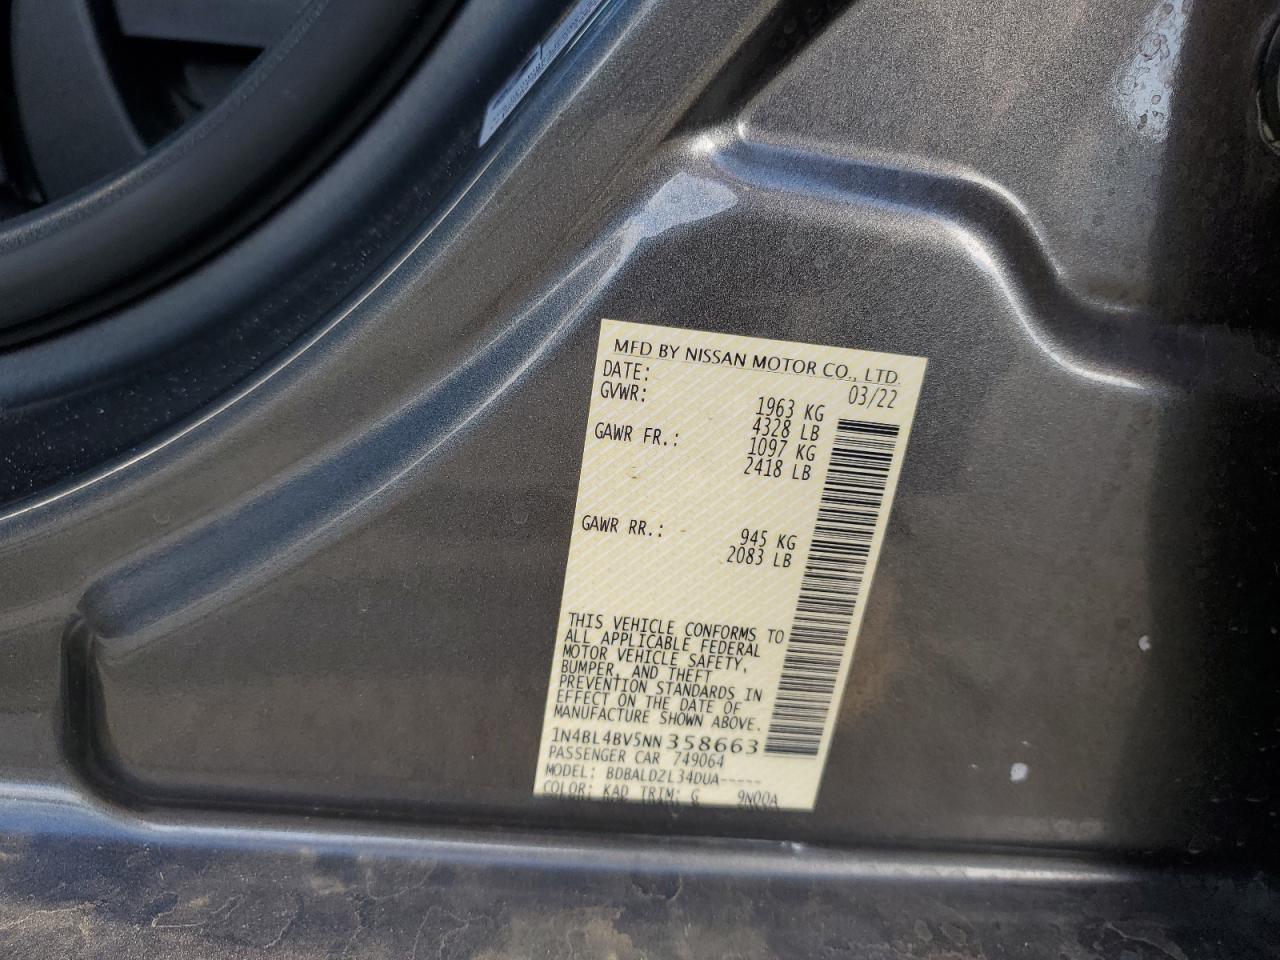 MFD BY NISSAN MOTOR CO., LTD.
DATE: 03/22
GVWR: 1963 KG
4328 LB
GAWR FR.: 1097 KG
2418 LB
GAWR RR.: 945 KG
2083 LB
THIS VEHICLE CONFORMS TO
ALL APPLICABLE FEDERAL
MOTOR VEHICLE SAFETY,
BUMPER, AND THEFT
PREVENTION STANDARDS IN
EFFECT ON THE DATE OF
MANUFACTURE SHOWN ABOVE.
1N4BL4BV5NN358663
PASSENGER CAR 749064
MODEL: BDBALDZL34DUA-----
COLOR: KAD TRIM: G